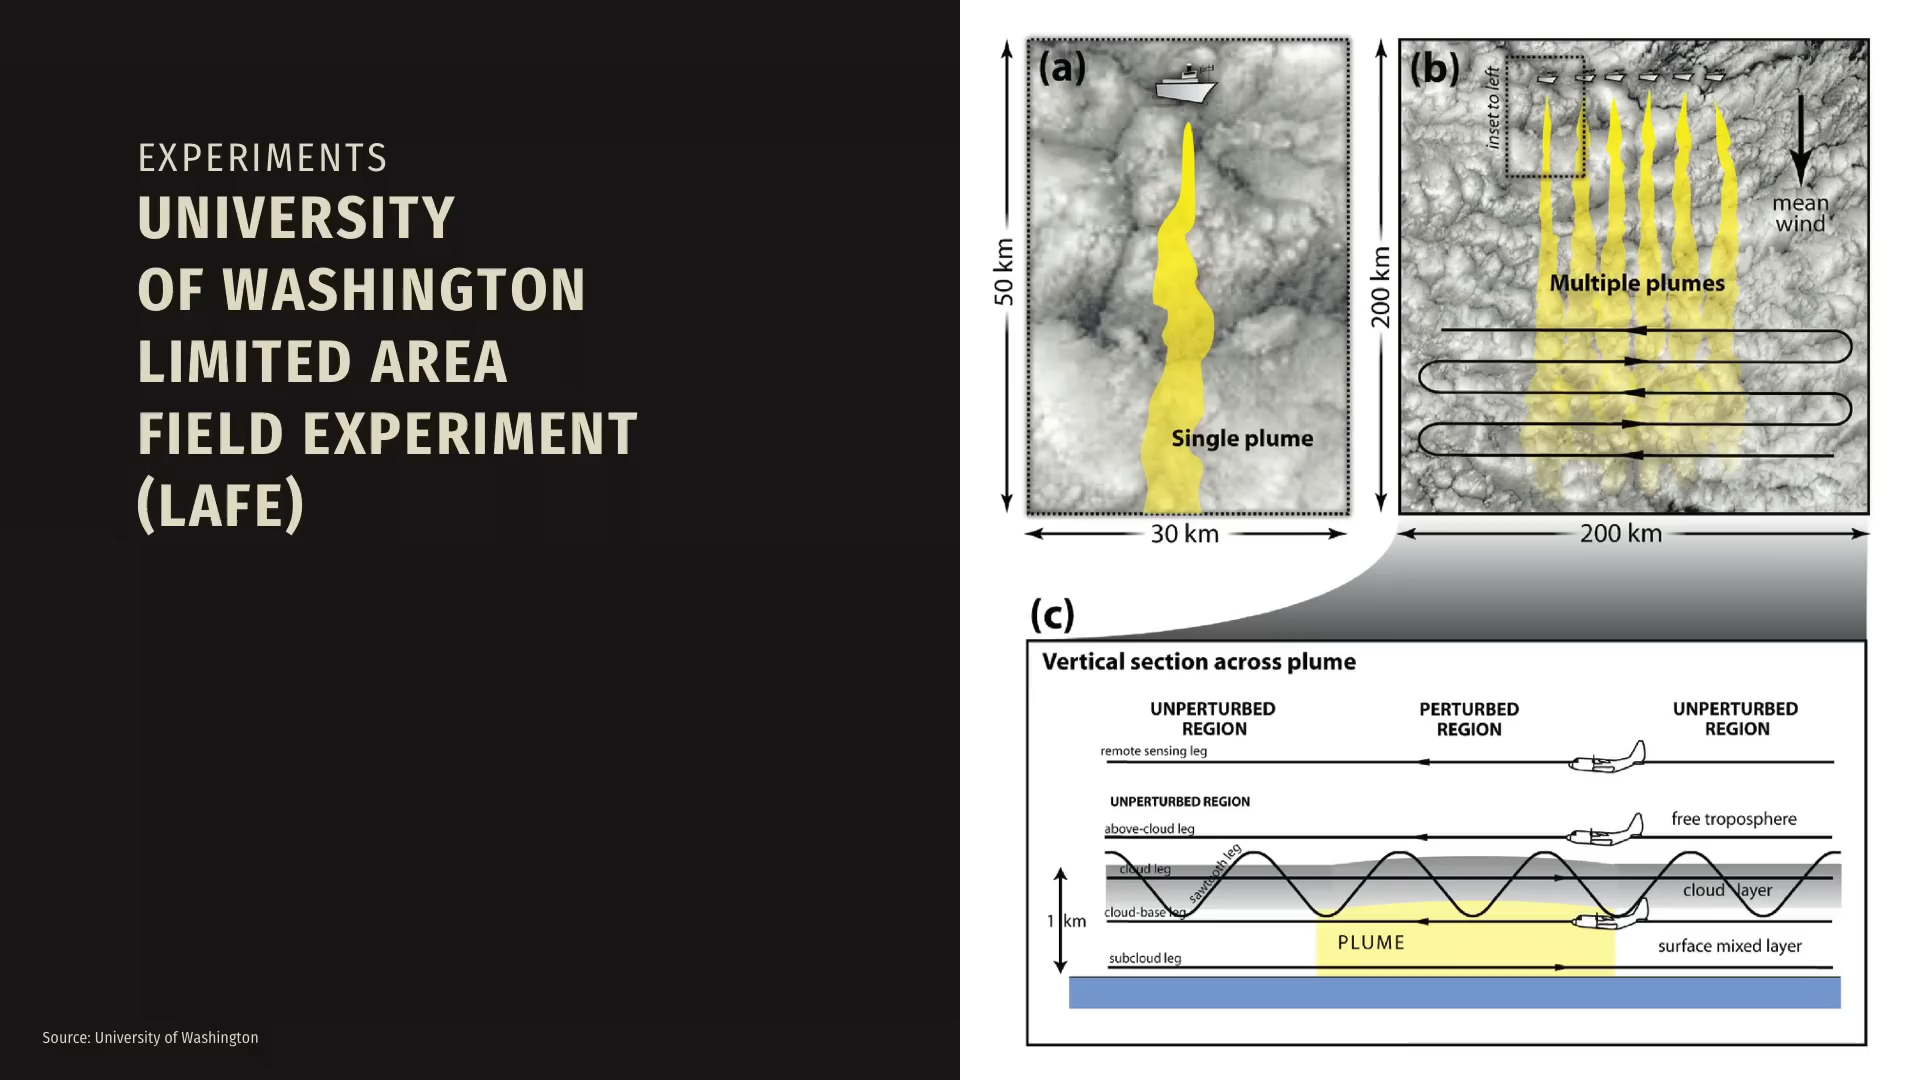 EXPERIMENTS
UNIVERSITY
OF WASHINGTON
LIMITED AREA
FIELD EXPERIMENT
(LAFE)
Source: University of Washington
(a)
50 km
Single plume
30 km
(b)
inset to left
200 km
mean
wind
Multiple plumes
200 km
(c)
Vertical section across plume
UNPERTURBED
REGION
PERTURBED
REGION
UNPERTURBED
REGION
remote sensing leg
UNPERTURBED REGION
above-cloud leg
free troposphere
cloud leg
sawtooth leg
cloud layer
cloud-base leg
1 km
PLUME
surface mixed layer
subcloud leg